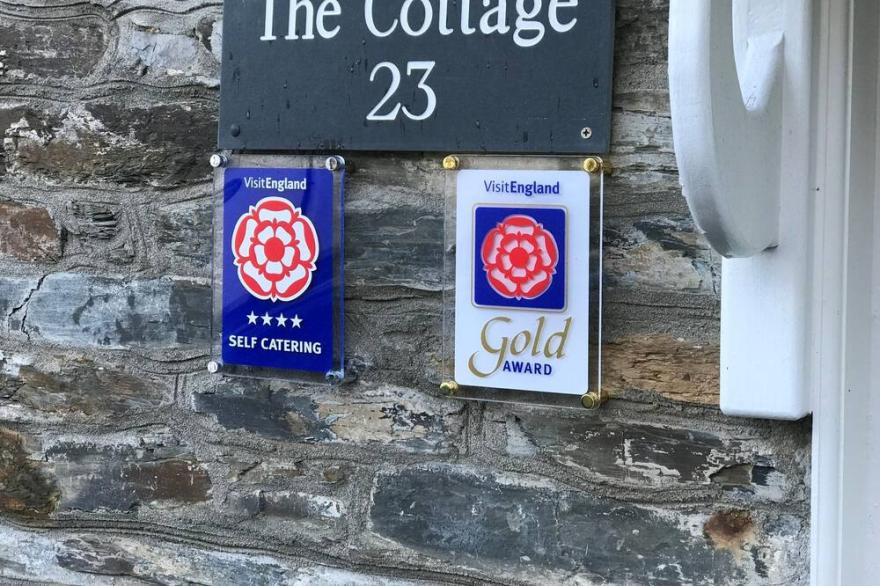 The Cottage
23
VisitEngland
SELF CATERING
VisitEngland
Gold
AWARD